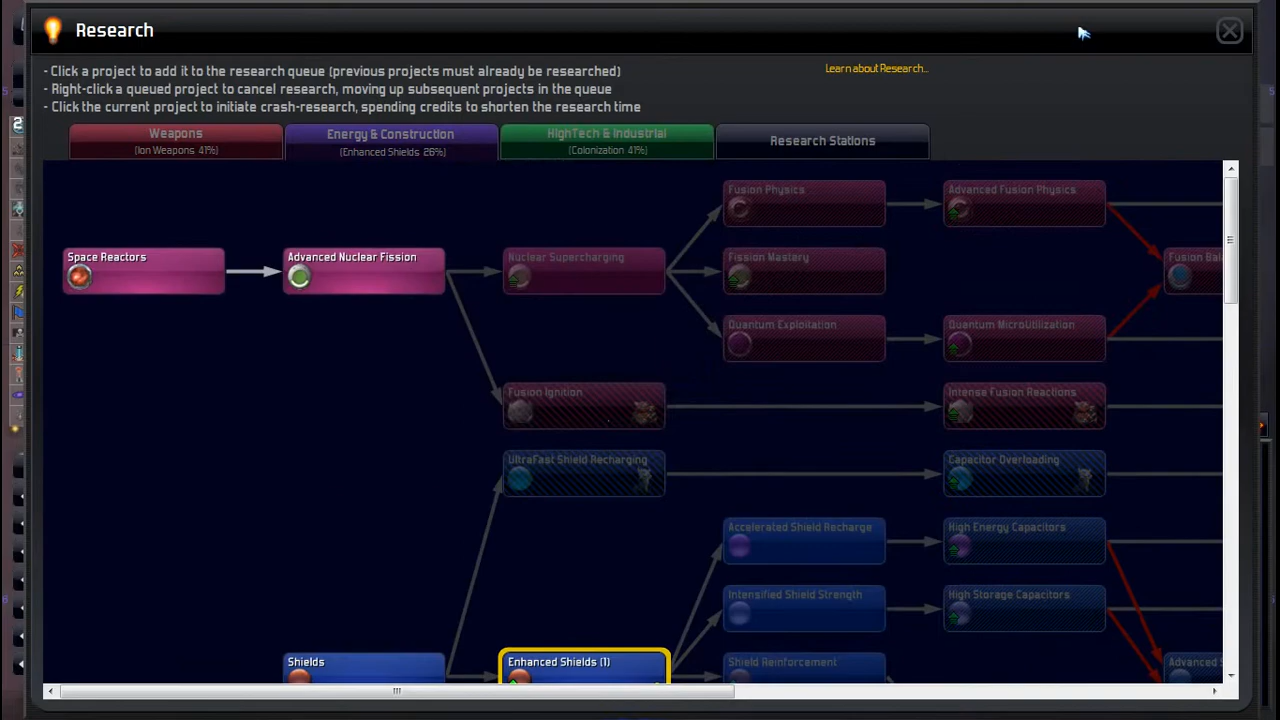 Research
- Click a project to add it to the research queue (previous projects must already be researched)
- Right-click a queued project to cancel research, moving up subsequent projects in the queue
- Click the current project to initiate crash-research, spending credits to shorten the research time
Learn about Research...
Weapons
(Ion Weapons 41%)
Energy & Construction
(Enhanced Shields 26%)
HighTech & Industrial
(Colonization 41%)
Research Stations
Fusion Physics
Advanced Fusion Physics
Space Reactors
Advanced Nuclear Fission
Nuclear Supercharging
Fission Mastery
Fusion Bal
Quantum Exploitation
Quantum MicroUtilization
Fusion Ignition
Intense Fusion Reactions
UltraFast Shield Recharging
Capacitor Overloading
Accelerated Shield Recharge
High Energy Capacitors
Intensified Shield Strength
High Storage Capacitors
Shields
Enhanced Shields (1)
Shield Reinforcement
Advanced S